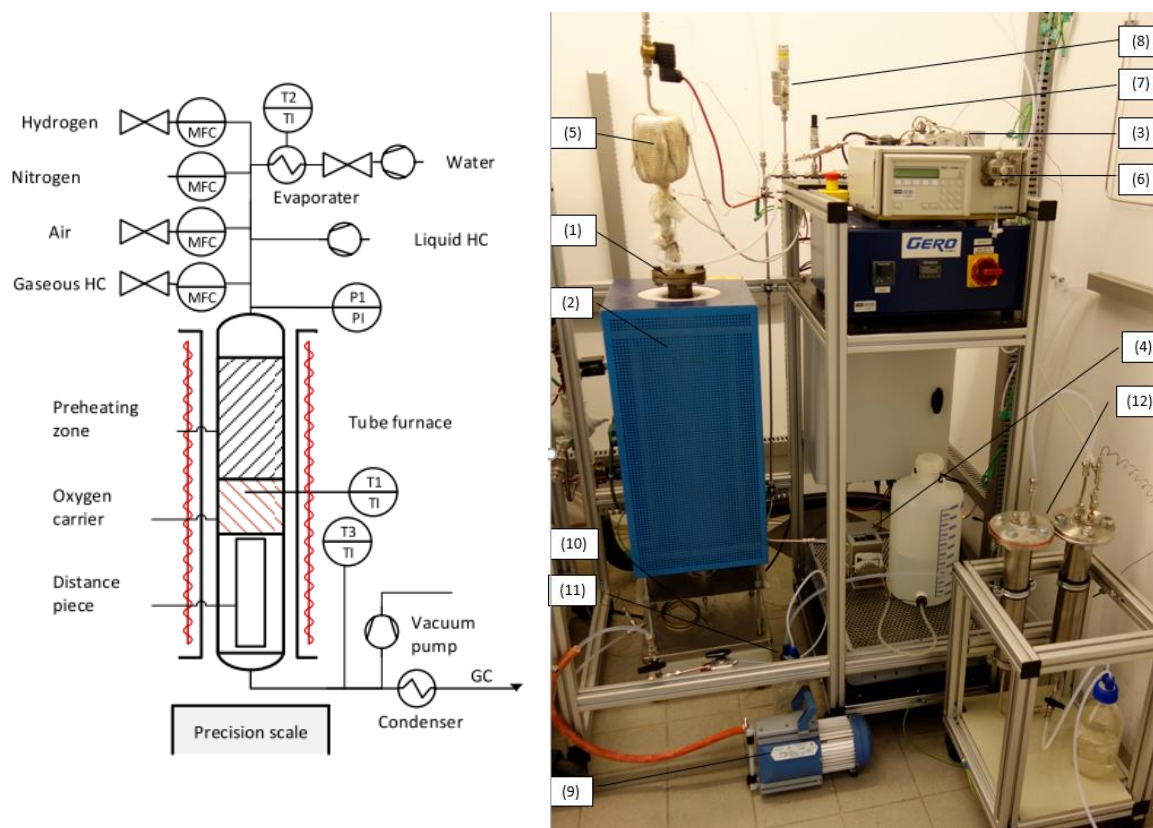 Hydrogen
MFC
T2
TI
Water
Nitrogen
MFC
Evaporater
Air
MFC
Liquid HC
Gaseous HC
MFC
P1
PI
Preheating
zone
Tube furnace
Oxygen
carrier
T1
TI
T3
TI
Distance
piece
Vacuum
pump
GC
Condenser
Precision scale
(8)
(7)
(5)
(3)
(6)
(1)
GERO
(2)
(4)
(12)
(10)
(11)
(9)